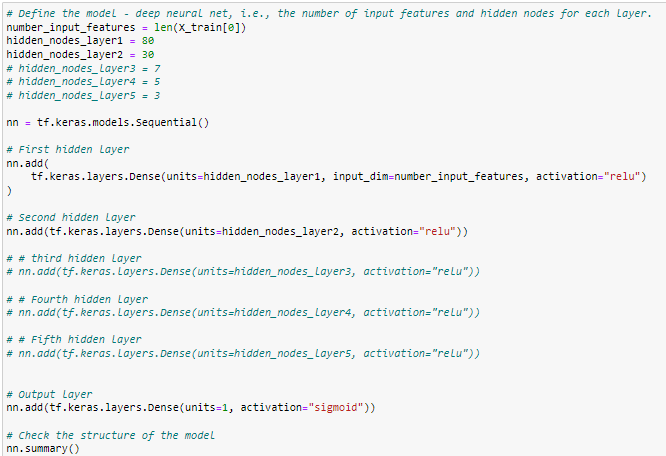 # Define the model - deep neural net, i.e., the number of input features and hidden nodes for each layer.
number_input_features = len(X_train[0])
hidden_nodes_layer1 = 80
hidden_nodes_layer2 = 30
# hidden_nodes_layer3 = 7
# hidden_nodes_layer4 = 5
# hidden_nodes_layer5 = 3
nn = tf.keras.models.Sequential()
# First hidden layer
nn.add(
    tf.keras.layers.Dense(units=hidden_nodes_layer1, input_dim=number_input_features, activation="relu")
)
# Second hidden layer
nn.add(tf.keras.layers.Dense(units=hidden_nodes_layer2, activation="relu"))
# # third hidden layer
# nn.add(tf.keras.layers.Dense(units=hidden_nodes_layer3, activation="relu"))
# # Fourth hidden layer
# nn.add(tf.keras.layers.Dense(units=hidden_nodes_layer4, activation="relu"))
# # Fifth hidden layer
# nn.add(tf.keras.layers.Dense(units=hidden_nodes_layer5, activation="relu"))
# Output layer
nn.add(tf.keras.layers.Dense(units=1, activation="sigmoid"))
# Check the structure of the model
nn.summary()